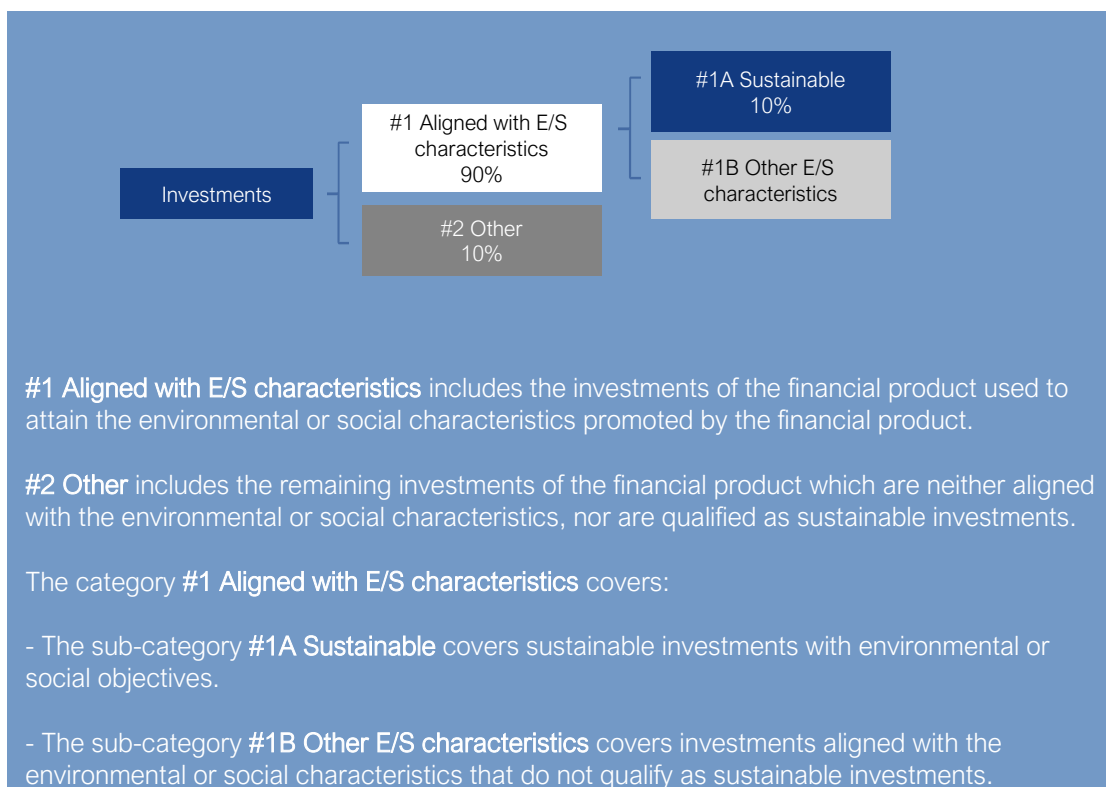 #1A Sustainable
10%
#1 Aligned with E/S
characteristics
90%
#1B Other E/S
characteristics
Investments
#2 Other
10%
#1 Aligned with E/S characteristics includes the investments of the financial product used to
attain the environmental or social characteristics promoted by the financial product.
#2 Other includes the remaining investments of the financial product which are neither aligned
with the environmental or social characteristics, nor are qualified as sustainable investments.
The category #1 Aligned with E/S characteristics covers:
- The sub-category #1A Sustainable covers sustainable investments with environmental or
social objectives.
- The sub-category #1B Other E/S characteristics covers investments aligned with the
environmental or social characteristics that do not qualify as sustainable investments.